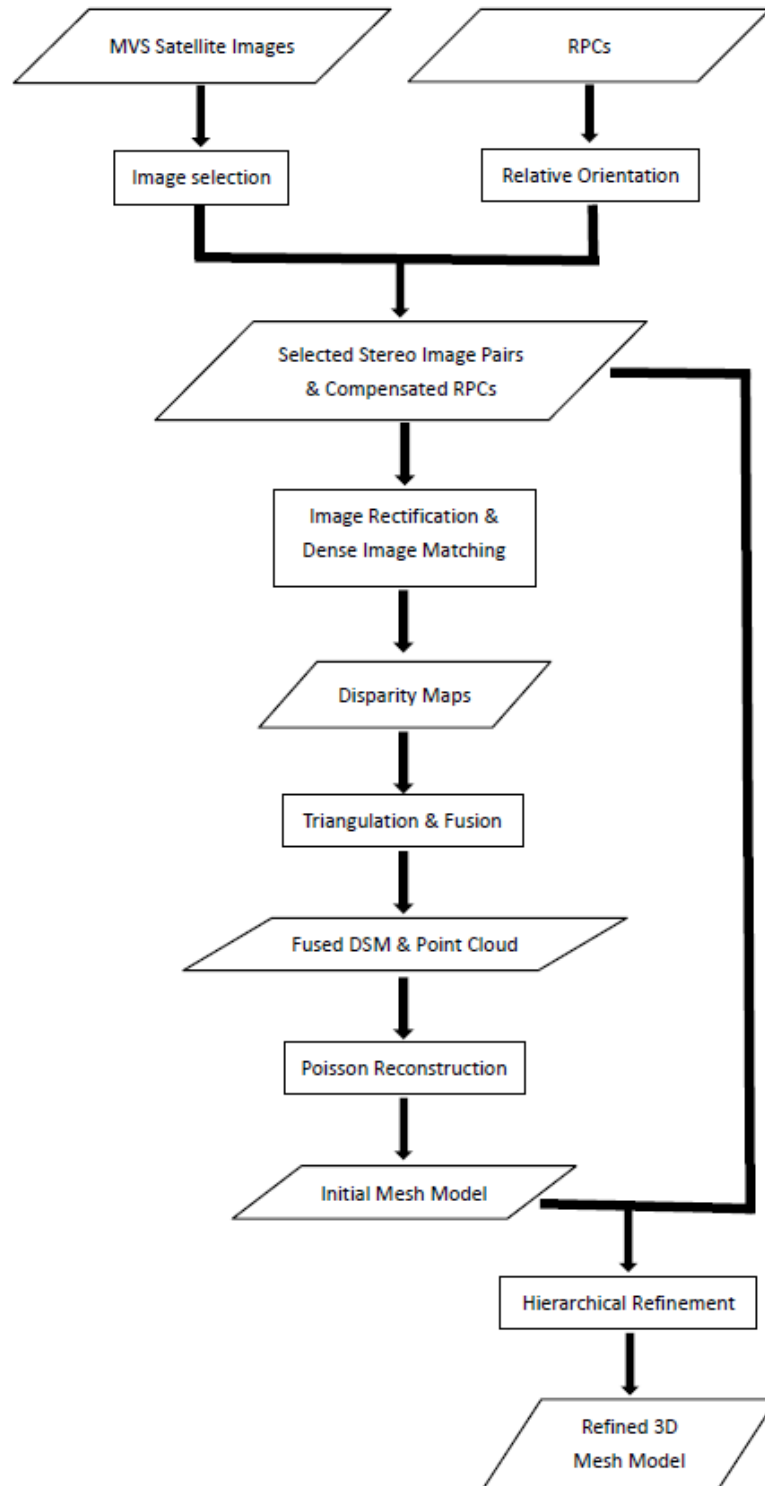 MVS Satellite Images
RPCs
Image selection
Relative Orientation
Selected Stereo Image Pairs
& Compensated RPCs
Image Rectification &
Dense Image Matching
Disparity Maps
Triangulation & Fusion
Fused DSM & Point Cloud
Poisson Reconstruction
Initial Mesh Model
Hierarchical Refinement
Refined 3D
Mesh Model